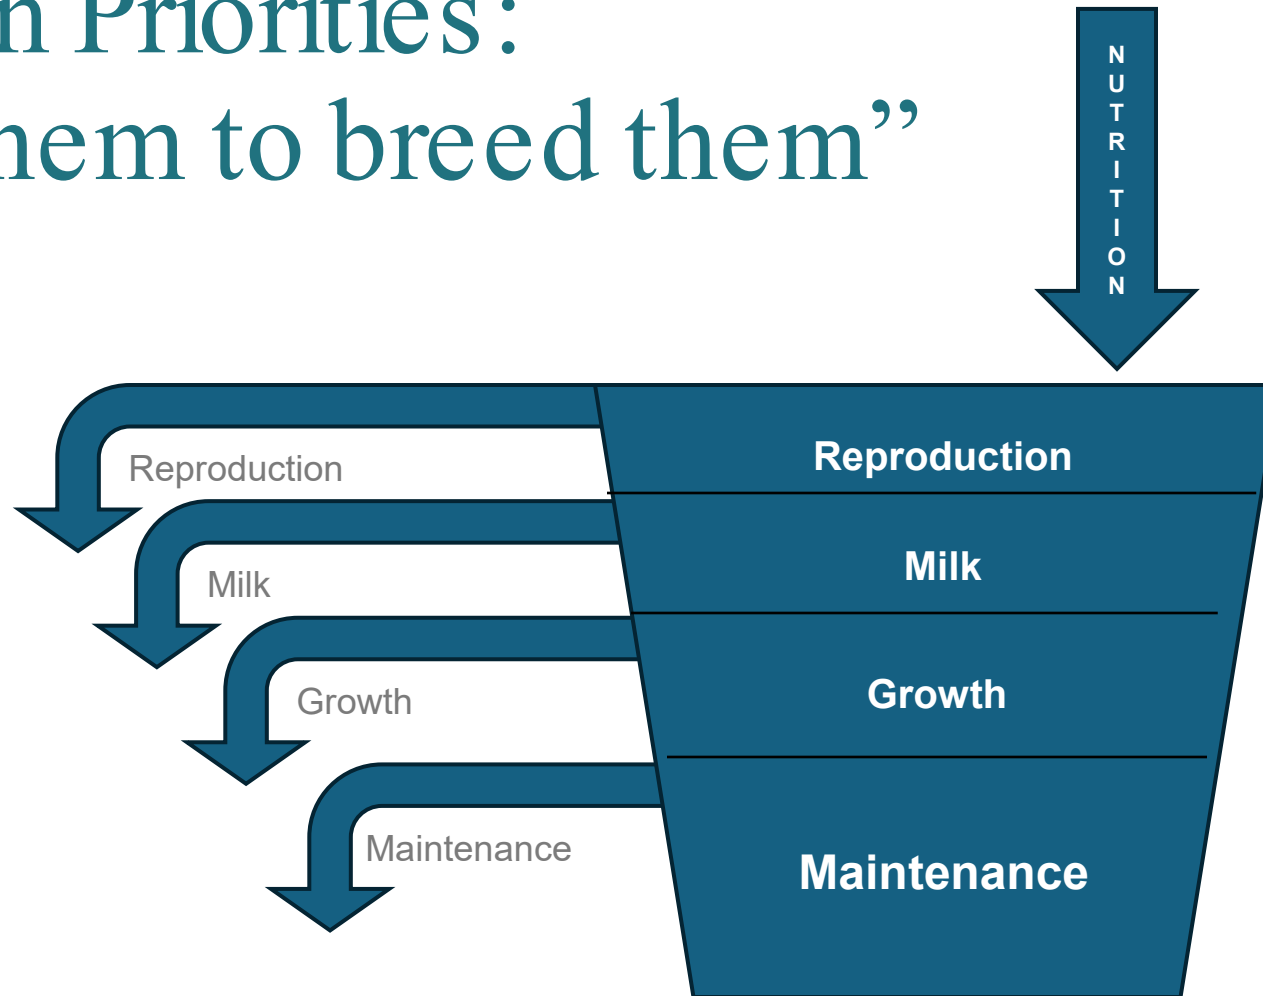 n Priorities:
hem to breed them”
NUTRITION
Reproduction
Reproduction
Milk
Milk
Growth
Growth
Maintenance
Maintenance